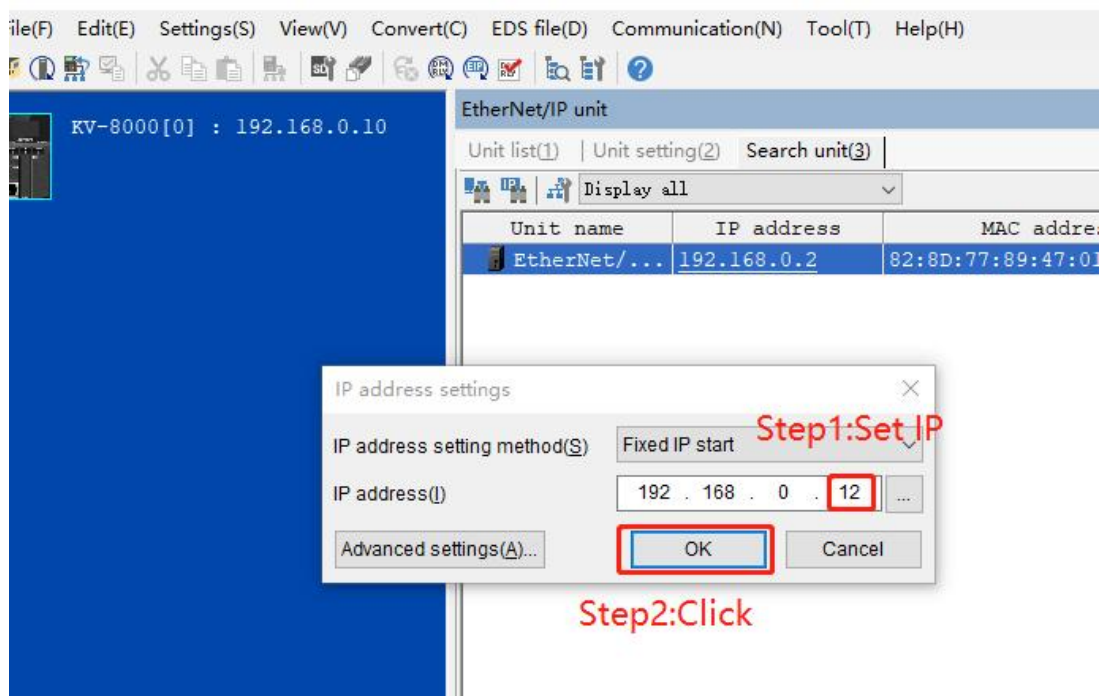 ile(F) Edit(E) Settings(S) View(V) Convert(C) EDS file(D) Communication(N) Tool(T) Help(H)
KV-8000[0] : 192.168.0.10
EtherNet/IP unit
Unit list(1) | Unit setting(2) Search unit(3)
Display all
Unit name IP address MAC addre
EtherNet/... 192.168.0.2 82:8D:77:89:47:01
IP address settings
Step1:Set IP
IP address setting method(S) Fixed IP start
IP address(I) 192 . 168 . 0 . 12 ...
Advanced settings(A)... OK Cancel
Step2:Click